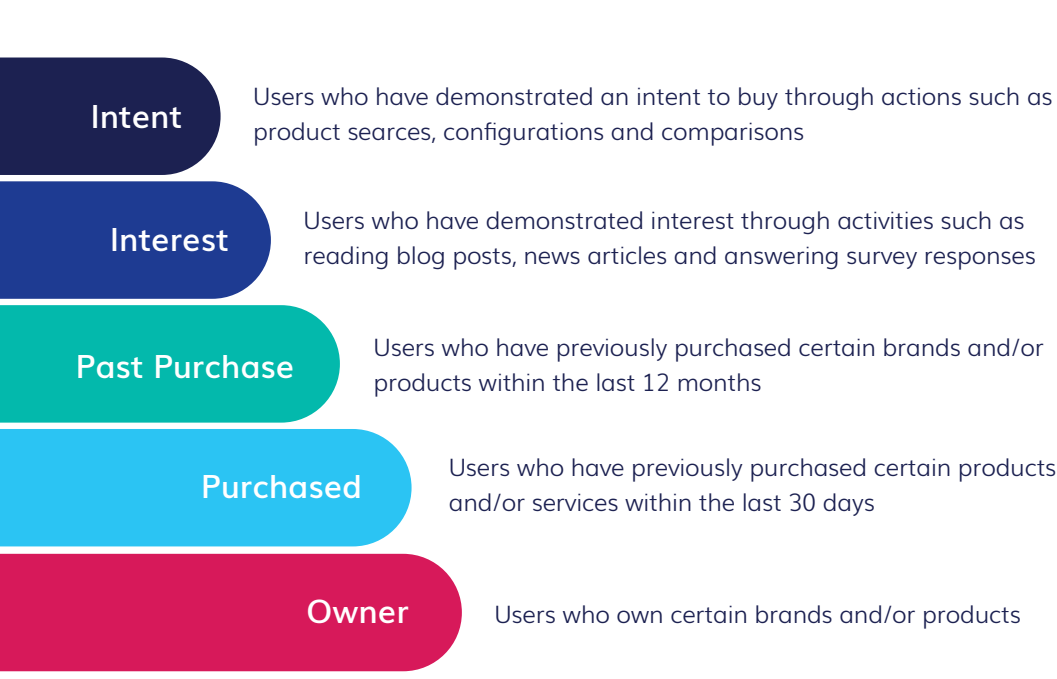 Intent
Users who have demonstrated an intent to buy through actions such as
product searces, configurations and comparisons
Interest
Users who have demonstrated interest through activities such as
reading blog posts, news articles and answering survey responses
Past Purchase
Users who have previously purchased certain brands and/or
products within the last 12 months
Purchased
Users who have previously purchased certain products
and/or services within the last 30 days
Owner
Users who own certain brands and/or products